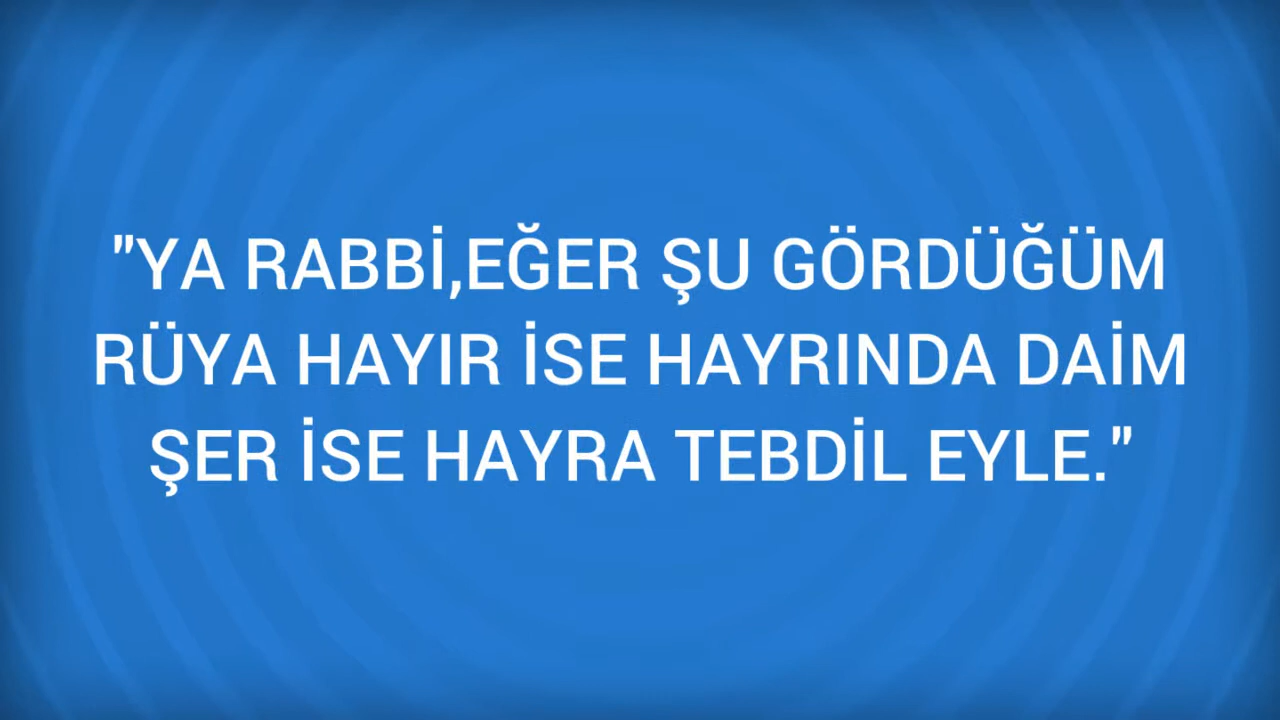 "YA RABBİ,EĞER ŞU GÖRDÜĞÜM
RÜYA HAYIR İSE HAYRINDA DAİM
ŞER İSE HAYRA TEBDİL EYLE."